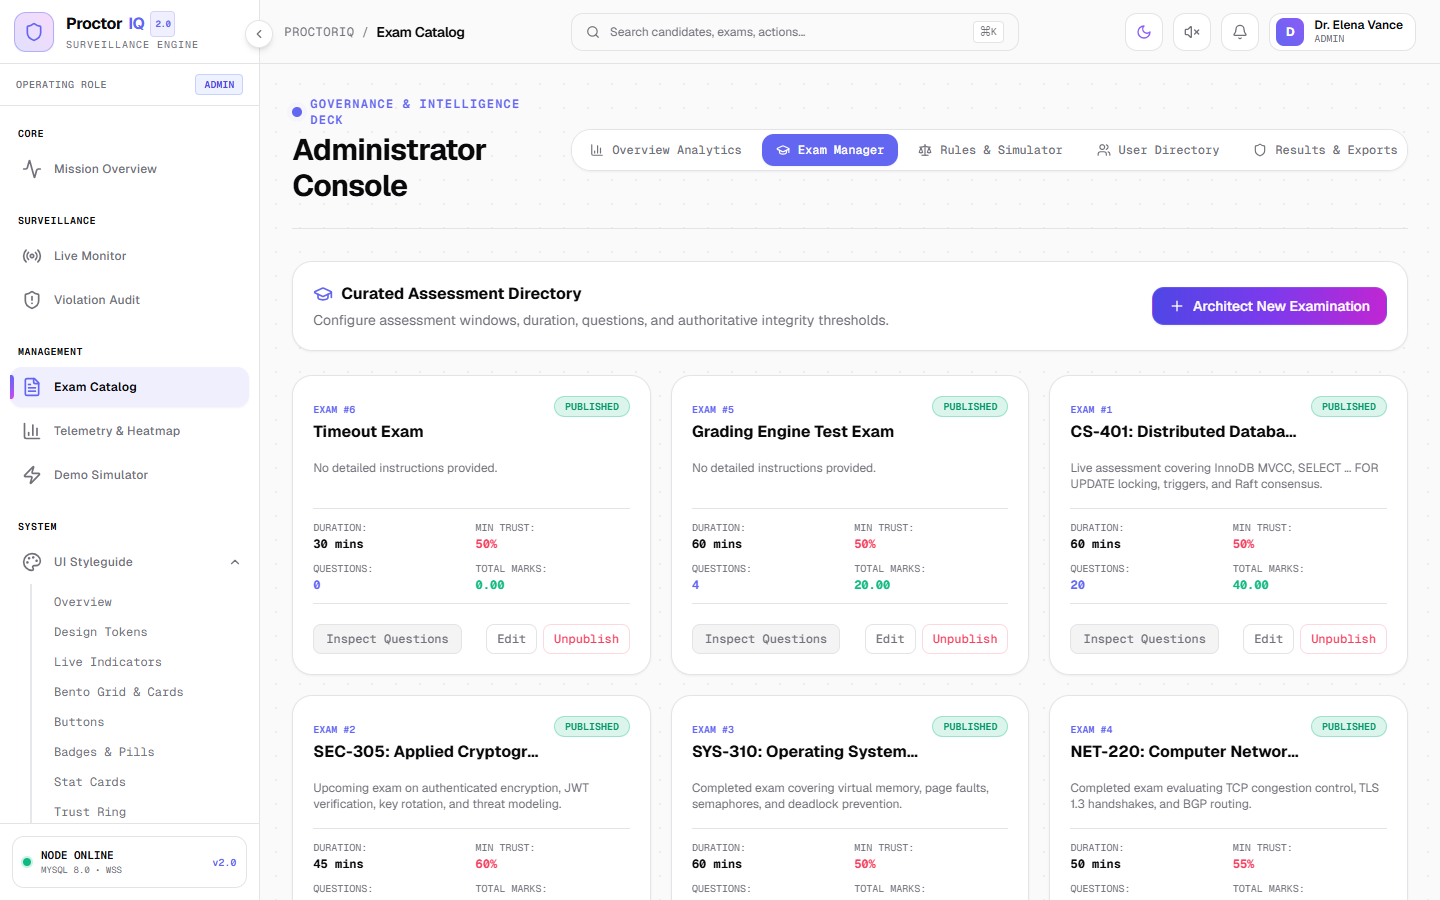 Proctor IQ 2.0
SURVEILLANCE ENGINE
OPERATING ROLE ADMIN
CORE
Mission Overview
SURVEILLANCE
Live Monitor
Violation Audit
MANAGEMENT
Exam Catalog
Telemetry & Heatmap
Demo Simulator
SYSTEM
UI Styleguide
Overview
Design Tokens
Live Indicators
Bento Grid & Cards
Buttons
Badges & Pills
Stat Cards
Trust Ring
NODE ONLINE
MYSQL 8.0 • WSS
v2.0
PROCTORIQ / Exam Catalog
Search candidates, exams, actions...
⌘K
D
Dr. Elena Vance
ADMIN
GOVERNANCE & INTELLIGENCE
DECK
Administrator
Console
Overview Analytics
Exam Manager
Rules & Simulator
User Directory
Results & Exports
Curated Assessment Directory
Configure assessment windows, duration, questions, and authoritative integrity thresholds.
Architect New Examination
EXAM #6
PUBLISHED
Timeout Exam
No detailed instructions provided.
DURATION: MIN TRUST:
30 mins 50%
QUESTIONS: TOTAL MARKS:
0 0.00
Inspect Questions Edit Unpublish
EXAM #5
PUBLISHED
Grading Engine Test Exam
No detailed instructions provided.
DURATION: MIN TRUST:
60 mins 50%
QUESTIONS: TOTAL MARKS:
4 20.00
Inspect Questions Edit Unpublish
EXAM #1
PUBLISHED
CS-401: Distributed Databa...
Live assessment covering InnoDB MVCC, SELECT ... FOR
UPDATE locking, triggers, and Raft consensus.
DURATION: MIN TRUST:
60 mins 50%
QUESTIONS: TOTAL MARKS:
20 40.00
Inspect Questions Edit Unpublish
EXAM #2
PUBLISHED
SEC-305: Applied Cryptogr...
Upcoming exam on authenticated encryption, JWT
verification, key rotation, and threat modeling.
DURATION: MIN TRUST:
45 mins 60%
QUESTIONS: TOTAL MARKS:
EXAM #3
PUBLISHED
SYS-310: Operating System...
Completed exam covering virtual memory, page faults,
semaphores, and deadlock prevention.
DURATION: MIN TRUST:
60 mins 50%
QUESTIONS: TOTAL MARKS:
EXAM #4
PUBLISHED
NET-220: Computer Networ...
Completed exam evaluating TCP congestion control, TLS
1.3 handshakes, and BGP routing.
DURATION: MIN TRUST:
50 mins 55%
QUESTIONS: TOTAL MARKS: